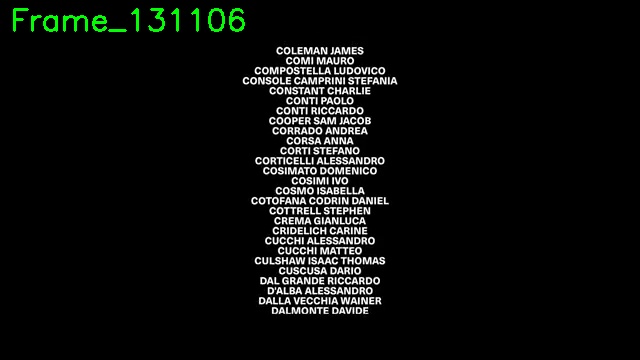 Frame_131106
COLEMAN JAMES
COMI MAURO
COMPOSTELLA LUDOVICO
CONSOLE CAMPRINI STEFANIA
CONSTANT CHARLIE
CONTI PAOLO
CONTI RICCARDO
COOPER SAM JACOB
CORRADO ANDREA
CORSA ANNA
CORTI STEFANO
CORTICELLI ALESSANDRO
COSIMATO DOMENICO
COSIMI IVO
COSMO ISABELLA
COTOFANA CODRIN DANIEL
COTTRELL STEPHEN
CREMA GIANLUCA
CRIDELICH CARINE
CUCCHI ALESSANDRO
CUCCHI MATTEO
CULSHAW ISAAC THOMAS
CUSCUSA DARIO
DAL GRANDE RICCARDO
D'ALBA ALESSANDRO
DALLA VECCHIA WAINER
DALMONTE DAVIDE